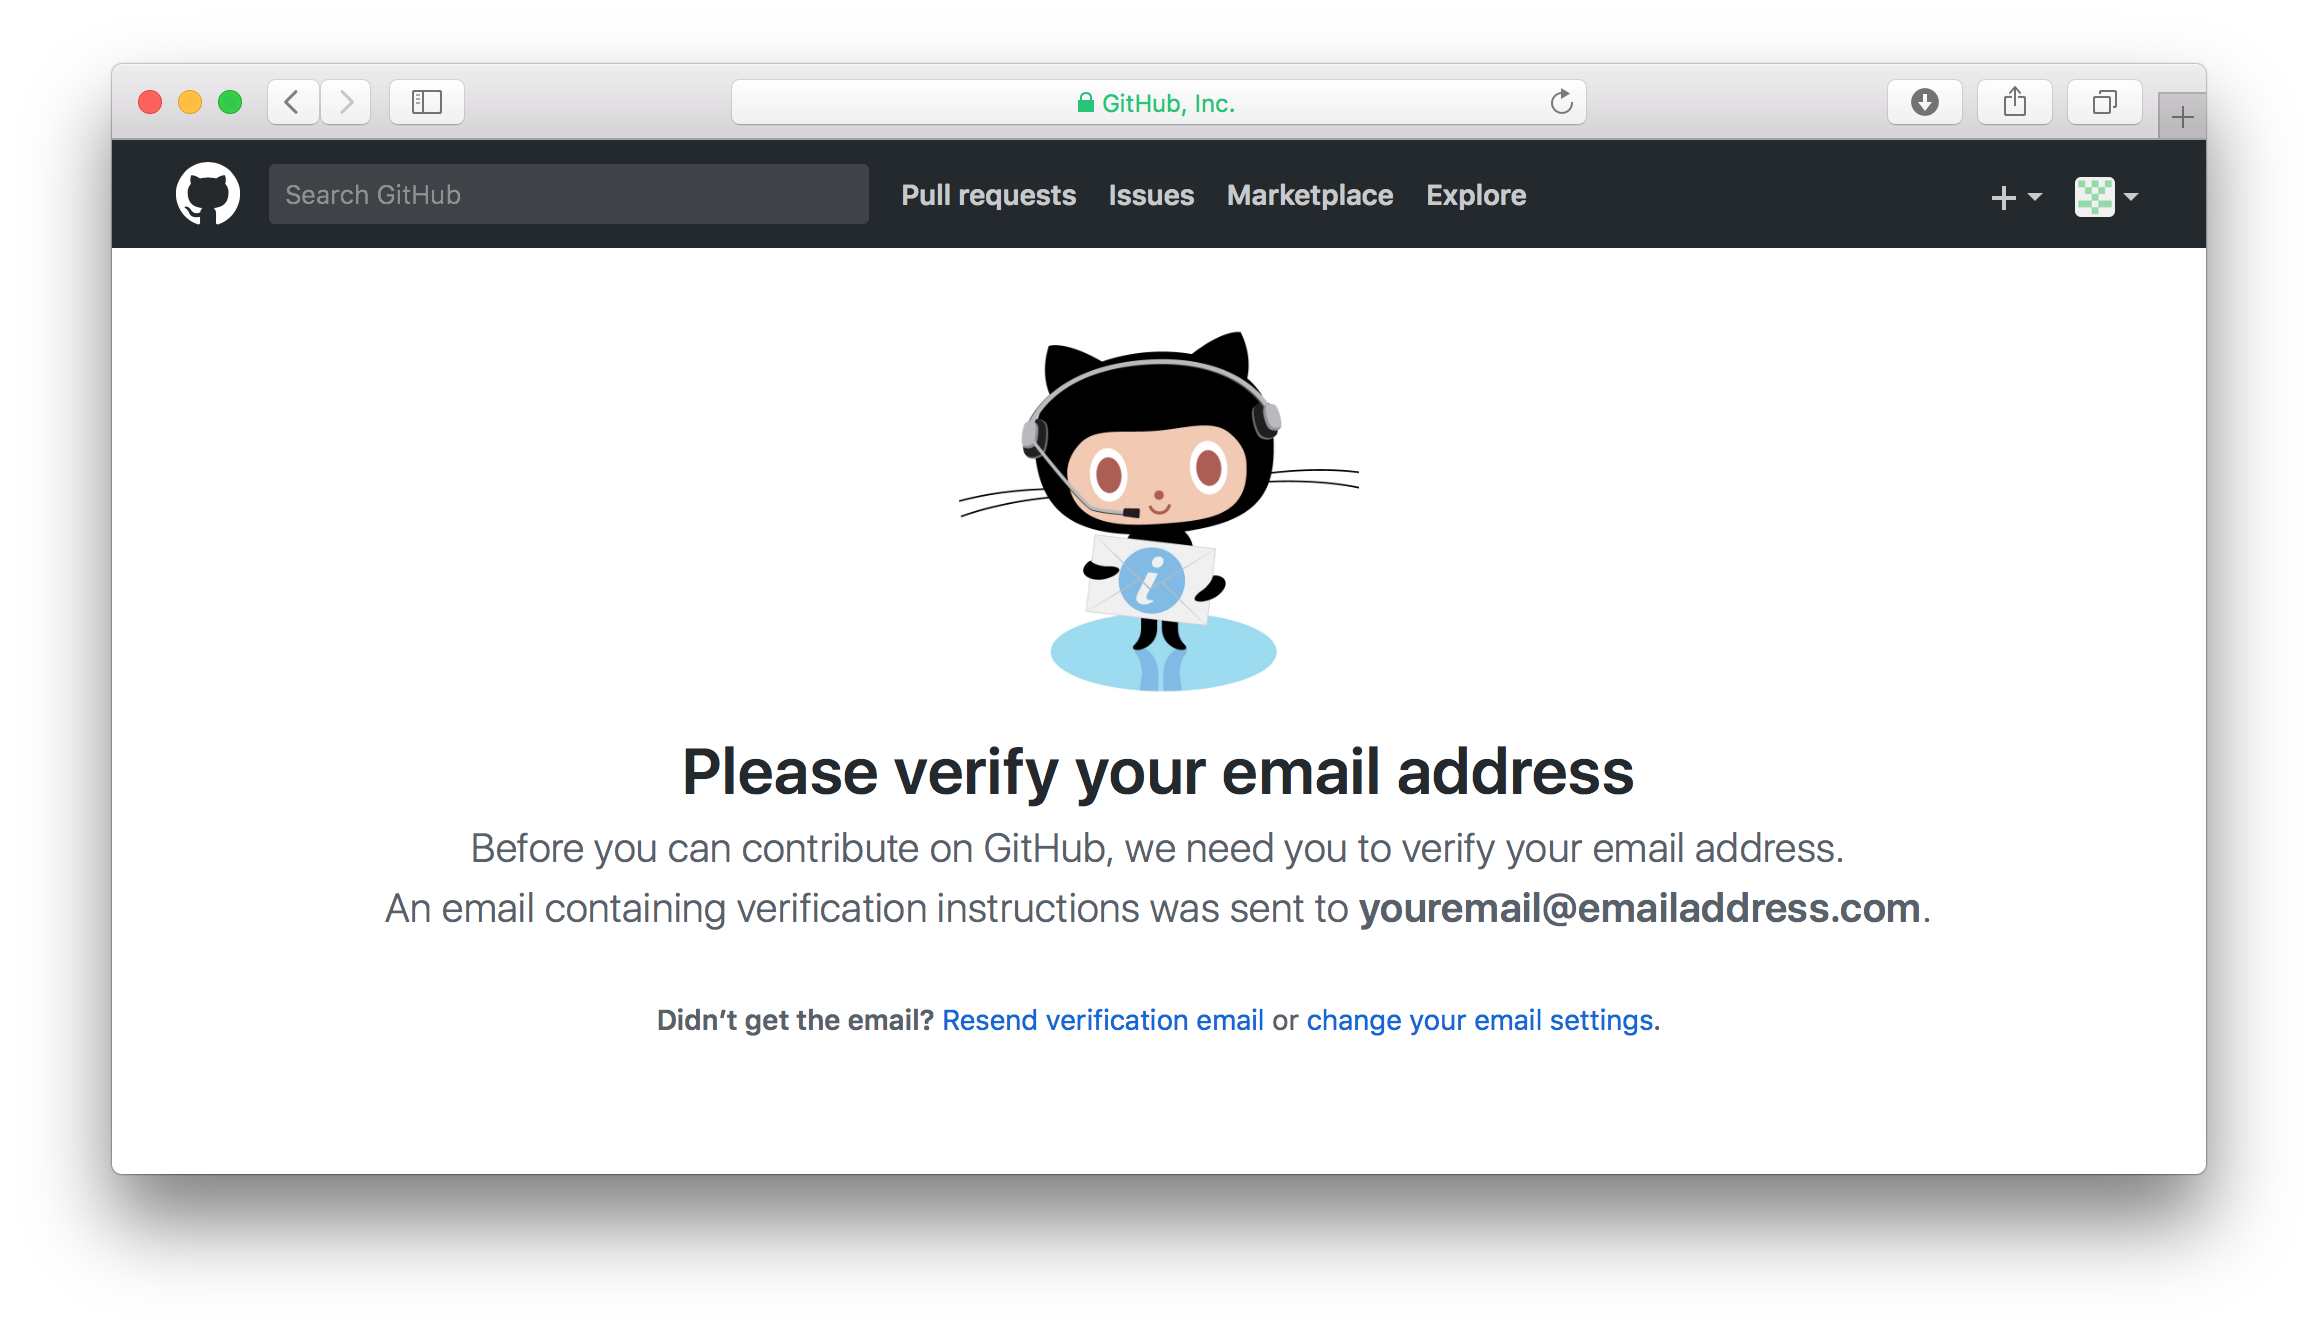 GitHub, Inc.
Search GitHub
Pull requests Issues Marketplace Explore
i
Please verify your email address
Before you can contribute on GitHub, we need you to verify your email address.
An email containing verification instructions was sent to youremail@emailaddress.com.
Didn’t get the email? Resend verification email or change your email settings.